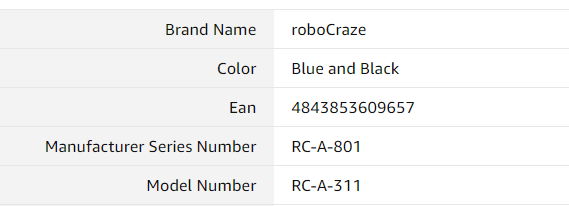 Brand Name roboCraze
Color Blue and Black
Ean 4843853609657
Manufacturer Series Number RC-A-801
Model Number RC-A-311